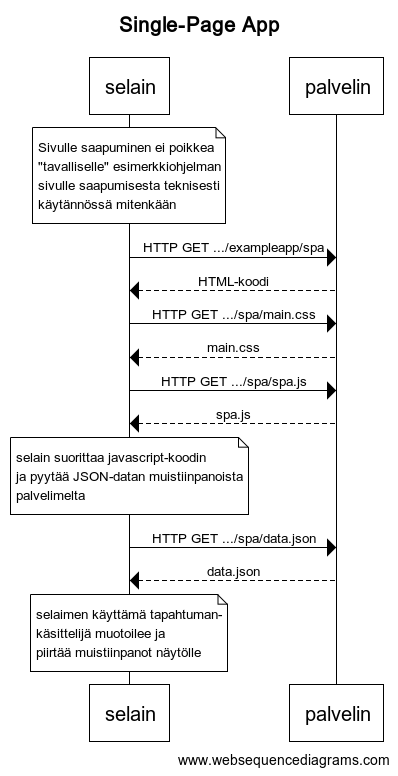 Single-Page App
selain
palvelin
Sivulle saapuminen ei poikkea
"tavalliselle" esimerkkiohjelman
sivulle saapumisesta teknisesti
käytännössä mitenkään
HTTP GET .../exampleapp/spa
HTML-koodi
HTTP GET .../spa/main.css
main.css
HTTP GET .../spa/spa.js
spa.js
selain suorittaa javascript-koodin
ja pyytää JSON-datan muistiinpanoista
palvelimelta
HTTP GET .../spa/data.json
data.json
selaimen käyttämä tapahtuman-
käsittelijä muotoilee ja
piirtää muistiinpanot näytölle
selain
palvelin
www.websequencediagrams.com